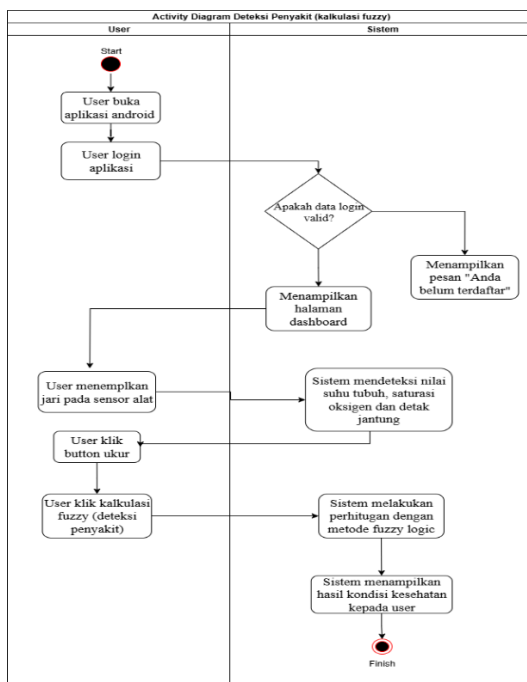 Activity Diagram Deteksi Penyakit (kalkulasi fuzzy)
User
Sistem
Start
User buka
aplikasi android
User login
aplikasi
Apakah data login
valid?
Menampilkan
pesan "Anda
belum terdaftar"
Menampilkan
halaman
dashboard
User menemplkan
jari pada sensor alat
Sistem mendeteksi nilai
suhu tubuh, saturasi
oksigen dan detak
jantung
User klik
button ukur
User klik kalkulasi
fuzzy (deteksi
penyakit)
Sistem melakukan
perhitugan dengan
metode fuzzy logic
Sistem menampilkan
hasil kondisi kesehatan
kepada user
Finish